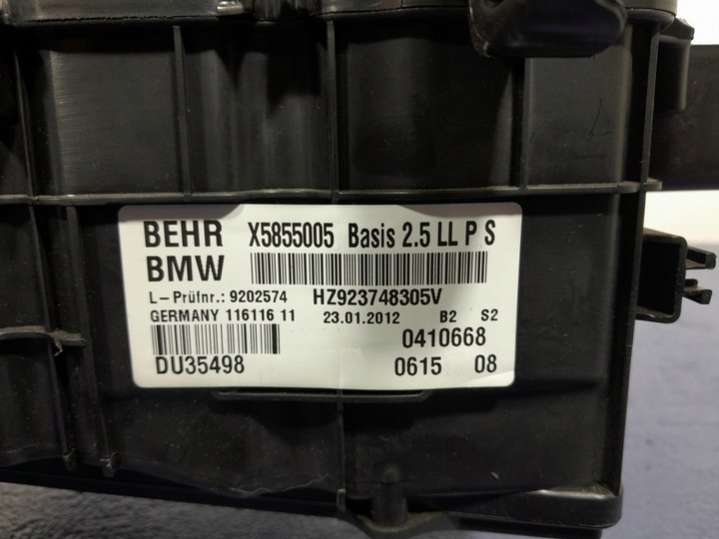 BEHR X5855005 Basis 2.5 LL P S
BMW
L-Prüfnr.: 9202574 HZ923748305V
GERMANY 116116 11 23.01.2012 B2 S2
0410668
DU35498 0615 08